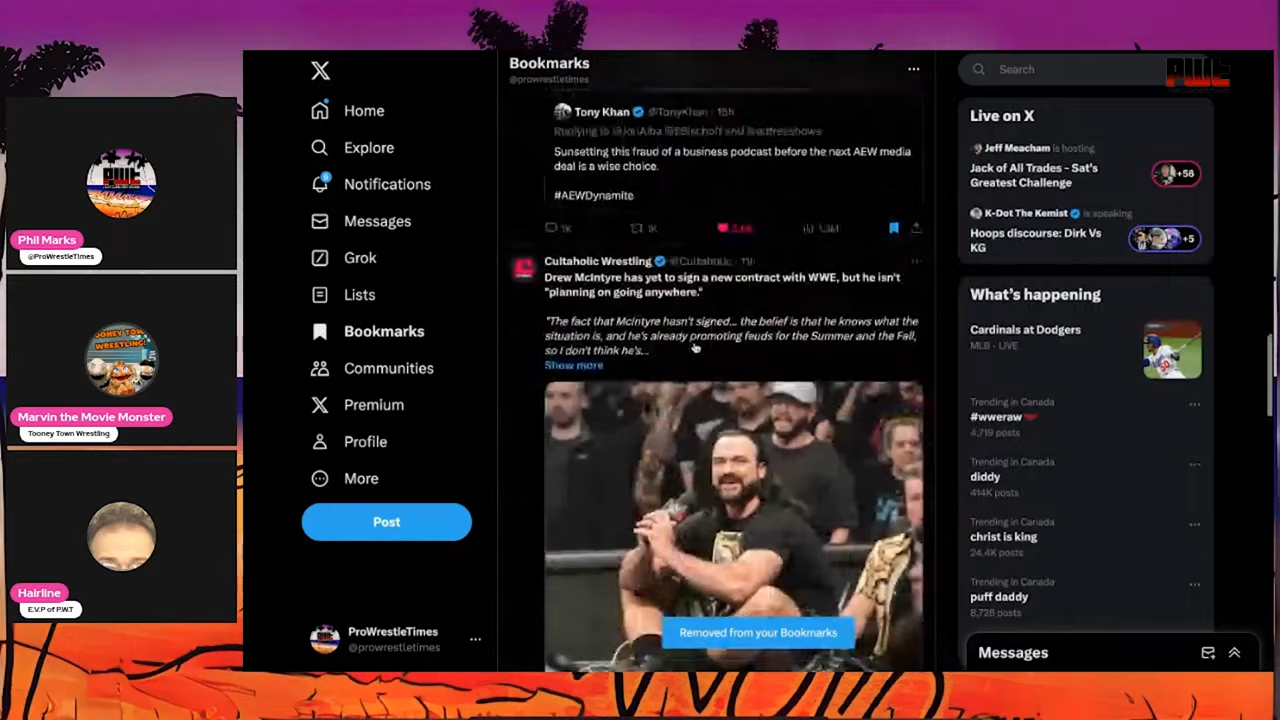 Phil Marks
@ProWrestleTimes
Marvin the Movie Monster
Tooney Town Wrestling
Hairline
E.V.P of P.W.T
Home
Explore
Notifications
Messages
Grok
Lists
Bookmarks
Communities
Premium
Profile
More
Post
ProWrestleTimes
@prowrestletimes
Bookmarks
@prowrestletimes
Tony Khan @TonyKhan · 15h
Replying to and
Sunsetting this fraud of a business podcast before the next AEW media
deal is a wise choice.
#AEWDynamite
1K 1K
Cultaholic Wrestling @Cultaholic
Drew McIntyre has yet to sign a new contract with WWE, but he isn't
"planning on going anywhere."
"The fact that McIntyre hasn't signed... the belief is that he knows what the
situation is, and he's already promoting feuds for the Summer and the Fall,
so I don't think he's...
Show more
Removed from your Bookmarks
Search
PWT
Live on X
Jeff Meacham is hosting
Jack of All Trades - Sat's
Greatest Challenge
+56
K-Dot The Kemist is speaking
Hoops discourse: Dirk Vs
KG
+5
What's happening
Cardinals at Dodgers
MLB · LIVE
Trending in Canada
#wweraw
4,719 posts
Trending in Canada
diddy
414K posts
Trending in Canada
christ is king
24.4K posts
Trending in Canada
puff daddy
8,728 posts
Messages